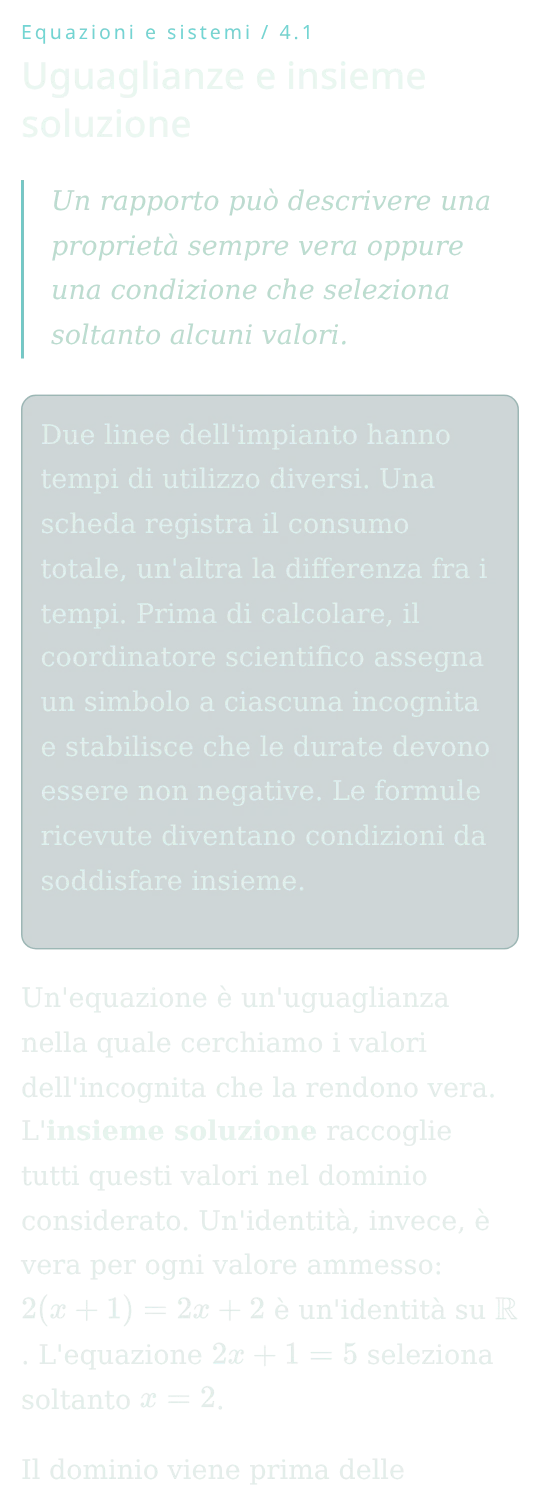 Equazioni e sistemi / 4.1
Uguaglianze e insieme
soluzione
Un rapporto può descrivere una
proprietà sempre vera oppure
una condizione che seleziona
soltanto alcuni valori.
Due linee dell'impianto hanno
tempi di utilizzo diversi. Una
scheda registra il consumo
totale, un'altra la differenza fra i
tempi. Prima di calcolare, il
coordinatore scientifico assegna
un simbolo a ciascuna incognita
e stabilisce che le durate devono
essere non negative. Le formule
ricevute diventano condizioni da
soddisfare insieme.
Un'equazione è un'uguaglianza
nella quale cerchiamo i valori
dell'incognita che la rendono vera.
L'insieme soluzione raccoglie
tutti questi valori nel dominio
considerato. Un'identità, invece, è
vera per ogni valore ammesso:
2(x + 1) = 2x + 2 è un'identità su ℝ
. L'equazione 2x + 1 = 5 seleziona
soltanto x = 2.
Il dominio viene prima delle